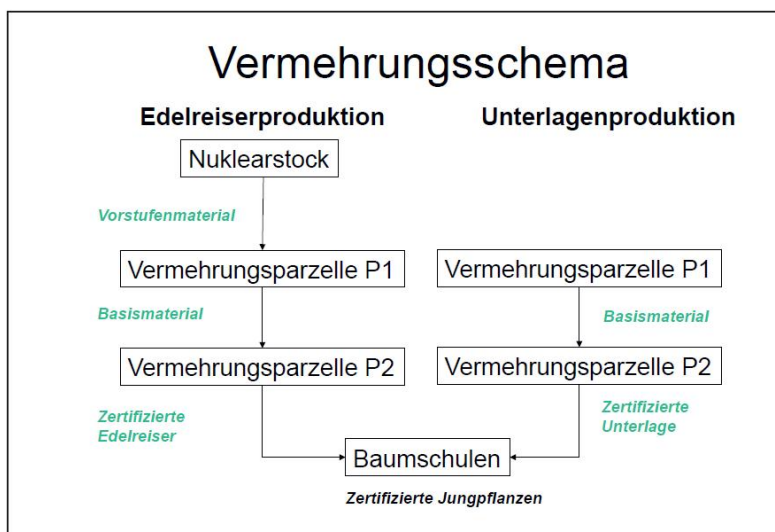 Vermehrungsschema
Edelreiserproduktion
Unterlagenproduktion
Nuklearstock
Vorstufenmaterial
Vermehrungsparzelle P1
Vermehrungsparzelle P1
Basismaterial
Basismaterial
Vermehrungsparzelle P2
Vermehrungsparzelle P2
Zertifizierte
Edelreiser
Zertifizierte
Unterlage
Baumschulen
Zertifizierte Jungpflanzen